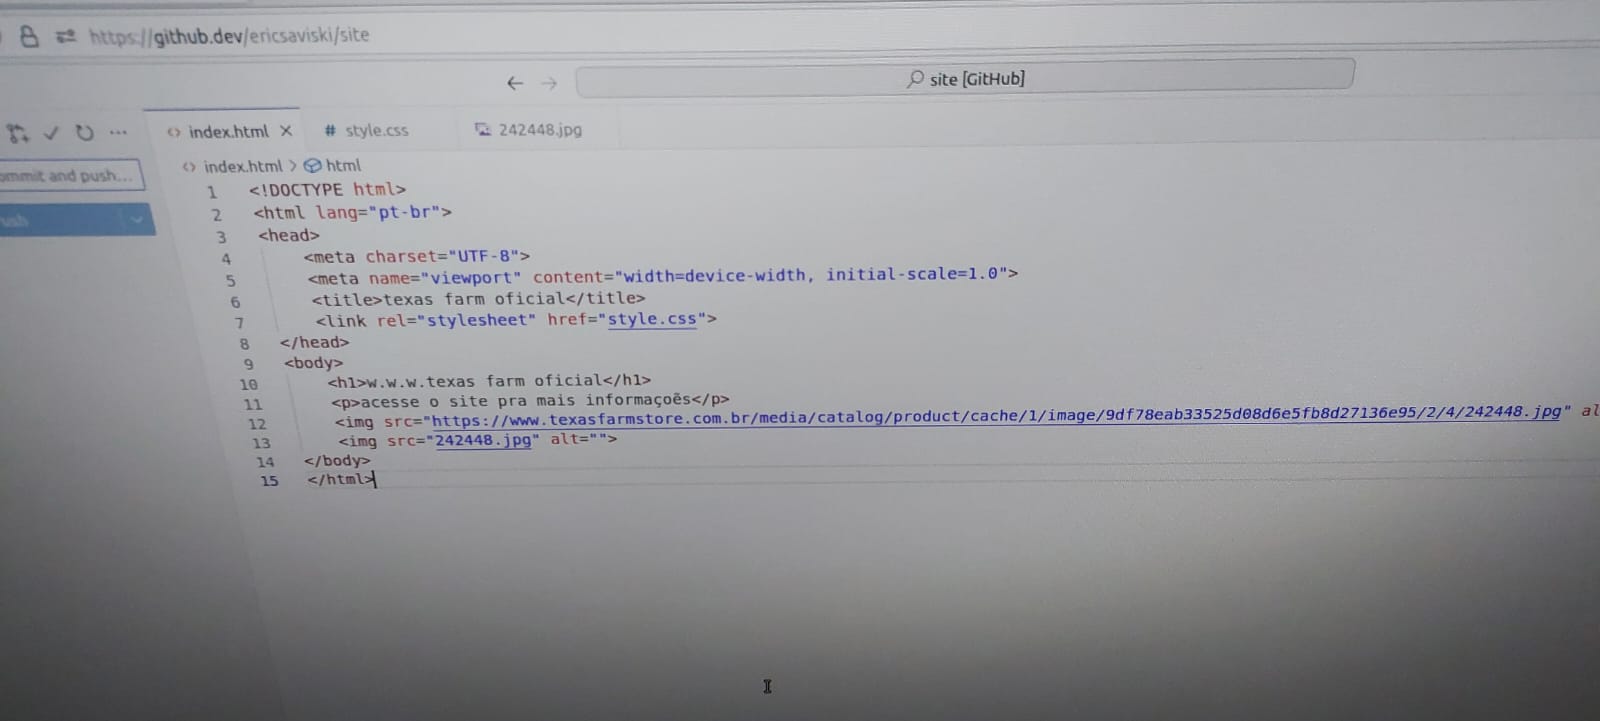 https://github.dev/ericsaviski/site
site [GitHub]
index.html
# style.css
242448.jpg
ommit and push...
index.html > html
ush
1 <!DOCTYPE html>
2 <html lang="pt-br">
3 <head>
4 <meta charset="UTF-8">
5 <meta name="viewport" content="width=device-width, initial-scale=1.0">
6 <title>texas farm oficial</title>
7 <link rel="stylesheet" href="style.css">
8 </head>
9 <body>
10 <h1>w.w.w.texas farm oficial</h1>
11 <p>acesse o site pra mais informaçoẽs</p>
12 <img src="https://www.texasfarmstore.com.br/media/catalog/product/cache/1/image/9df78eab33525d08d6e5fb8d27136e95/2/4/242448.jpg" al
13 <img src="242448.jpg" alt="">
14 </body>
15 </html>